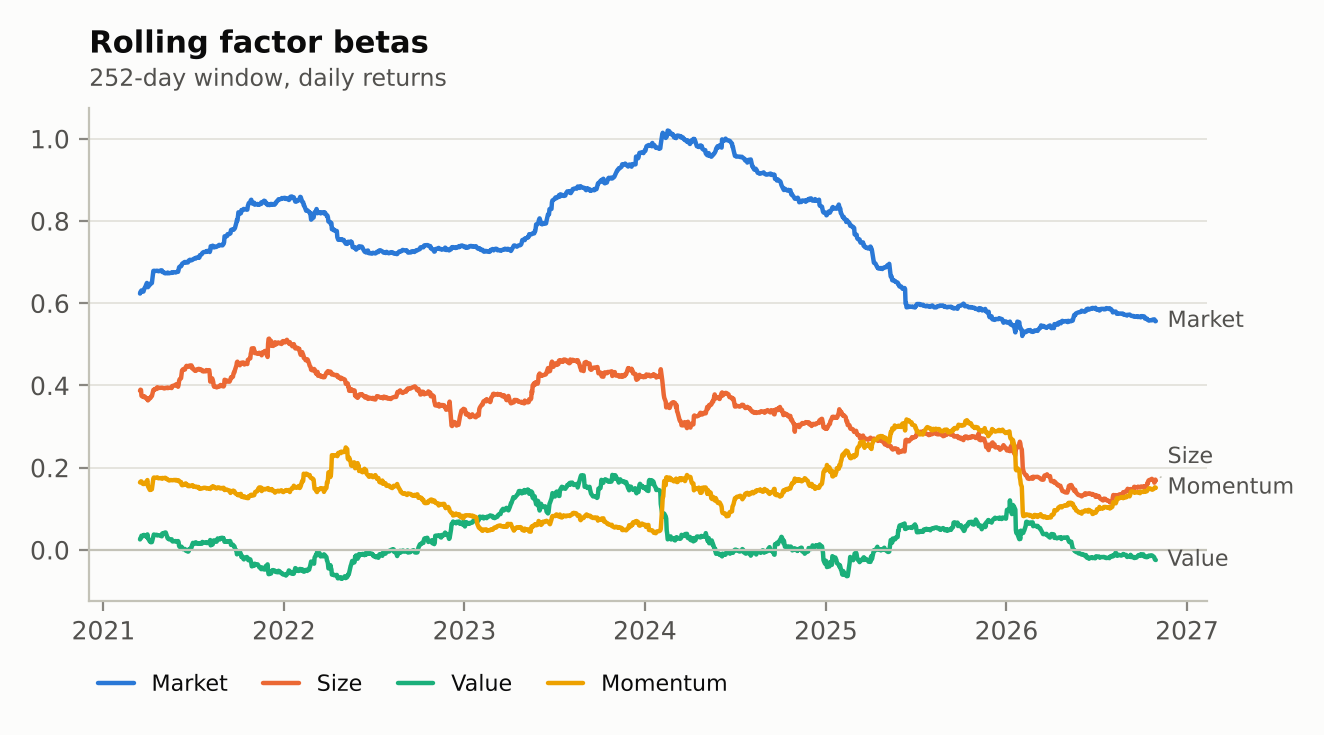 Rolling factor betas
252-day window, daily returns
1.0
0.8
0.6
0.4
0.2
0.0
Market
Size
Momentum
Value
2021 2022 2023 2024 2025 2026 2027
Market Size Value Momentum